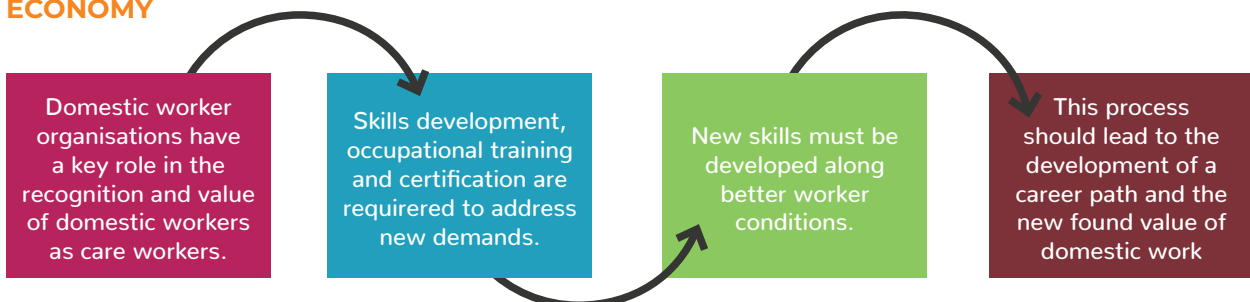 ECONOMY
Domestic worker
organisations have
a key role in the
recognition and value
of domestic workers
as care workers.
Skills development,
occupational training
and certification are
requirered to address
new demands.
New skills must be
developed along
better worker
conditions.
This process
should lead to the
development of a
career path and the
new found value of
domestic work